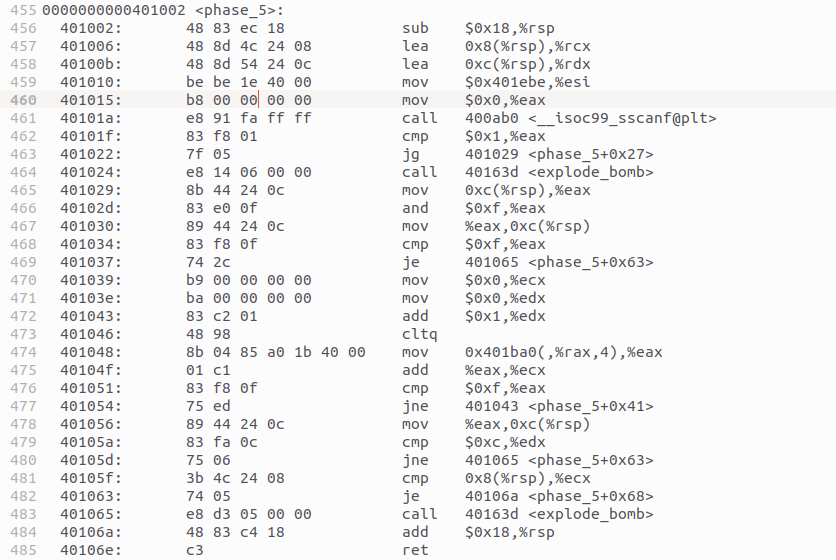 455 0000000000401002 <phase_5>:
456 401002: 48 83 ec 18 sub $0x18,%rsp
457 401006: 48 8d 4c 24 08 lea 0x8(%rsp),%rcx
458 40100b: 48 8d 54 24 0c lea 0xc(%rsp),%rdx
459 401010: be be 1e 40 00 mov $0x401ebe,%esi
460 401015: b8 00 00 00 00 mov $0x0,%eax
461 40101a: e8 91 fa ff ff call 400ab0 <__isoc99_sscanf@plt>
462 40101f: 83 f8 01 cmp $0x1,%eax
463 401022: 7f 05 jg 401029 <phase_5+0x27>
464 401024: e8 14 06 00 00 call 40163d <explode_bomb>
465 401029: 8b 44 24 0c mov 0xc(%rsp),%eax
466 40102d: 83 e0 0f and $0xf,%eax
467 401030: 89 44 24 0c mov %eax,0xc(%rsp)
468 401034: 83 f8 0f cmp $0xf,%eax
469 401037: 74 2c je 401065 <phase_5+0x63>
470 401039: b9 00 00 00 00 mov $0x0,%ecx
471 40103e: ba 00 00 00 00 mov $0x0,%edx
472 401043: 83 c2 01 add $0x1,%edx
473 401046: 48 98 cltq
474 401048: 8b 04 85 a0 1b 40 00 mov 0x401ba0(,%rax,4),%eax
475 40104f: 01 c1 add %eax,%ecx
476 401051: 83 f8 0f cmp $0xf,%eax
477 401054: 75 ed jne 401043 <phase_5+0x41>
478 401056: 89 44 24 0c mov %eax,0xc(%rsp)
479 40105a: 83 fa 0c cmp $0xc,%edx
480 40105d: 75 06 jne 401065 <phase_5+0x63>
481 40105f: 3b 4c 24 08 cmp 0x8(%rsp),%ecx
482 401063: 74 05 je 40106a <phase_5+0x68>
483 401065: e8 d3 05 00 00 call 40163d <explode_bomb>
484 40106a: 48 83 c4 18 add $0x18,%rsp
485 40106e: c3 ret